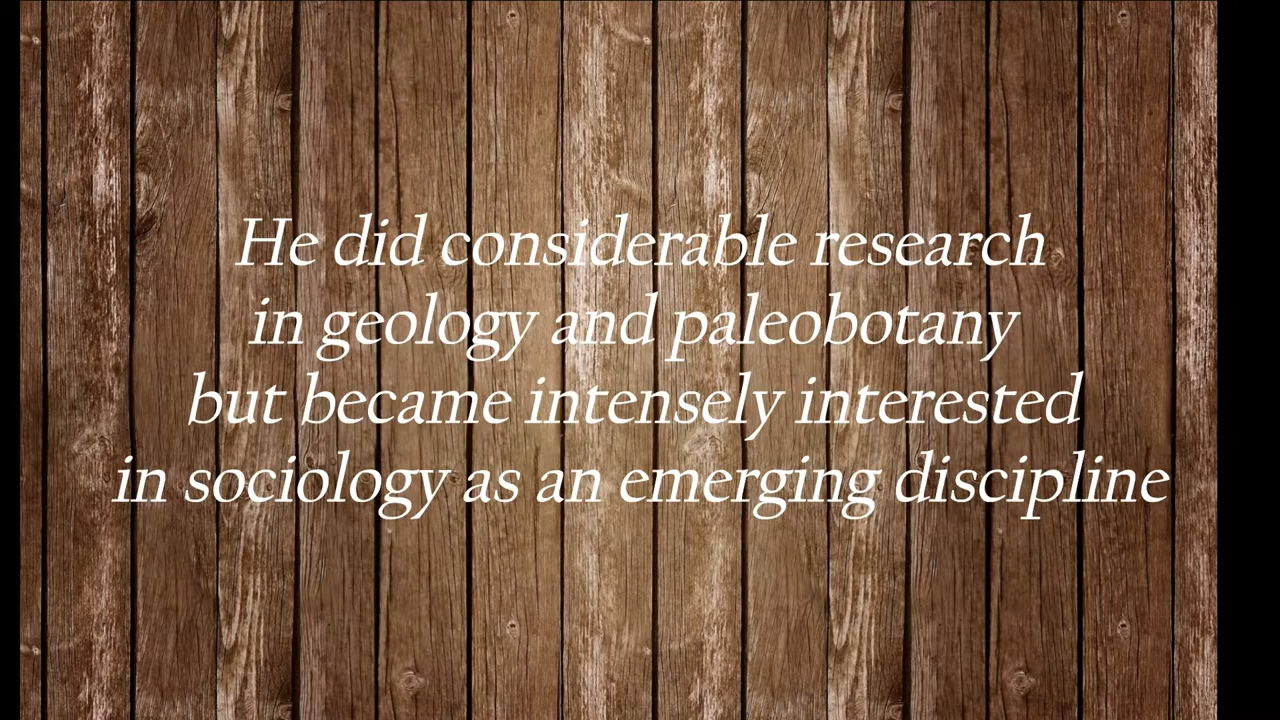 He did considerable research
in geology and paleobotany
but became intensely interested
in sociology as an emerging discipline